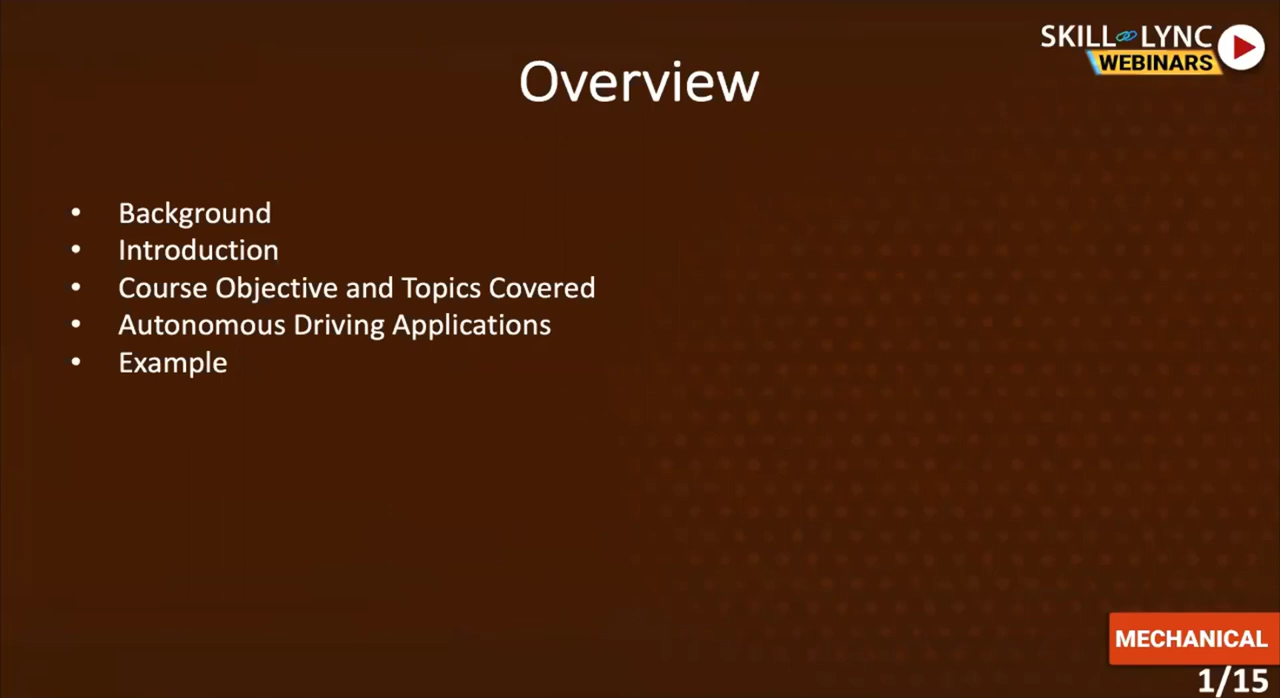 SKILL LYNC
WEBINARS
Overview
• Background
• Introduction
• Course Objective and Topics Covered
• Autonomous Driving Applications
• Example
MECHANICAL
1/15